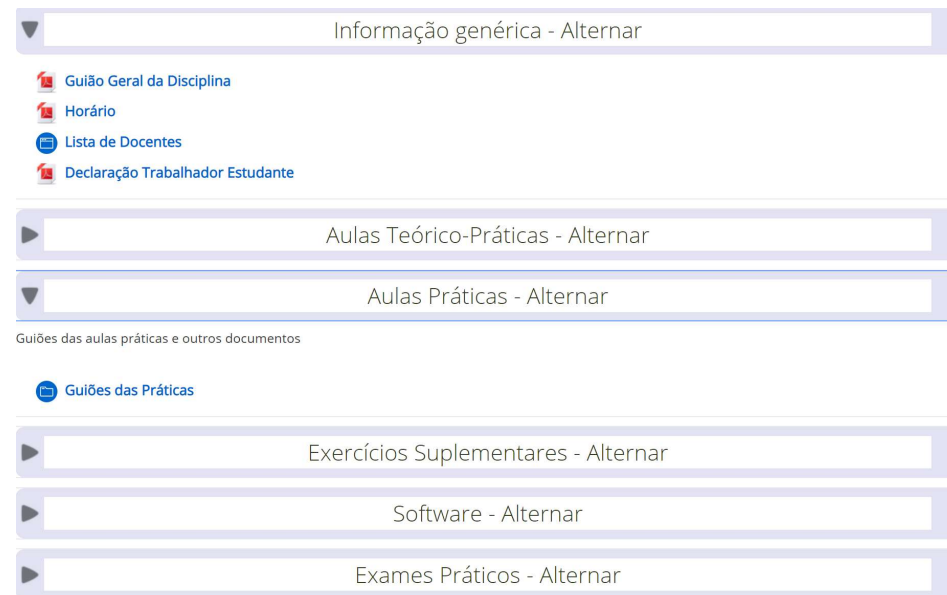 Informação genérica - Alternar
Guião Geral da Disciplina
Horário
Lista de Docentes
Declaração Trabalhador Estudante
Aulas Teórico-Práticas - Alternar
Aulas Práticas - Alternar
Guiões das aulas práticas e outros documentos
Guiões das Práticas
Exercícios Suplementares - Alternar
Software - Alternar
Exames Práticos - Alternar